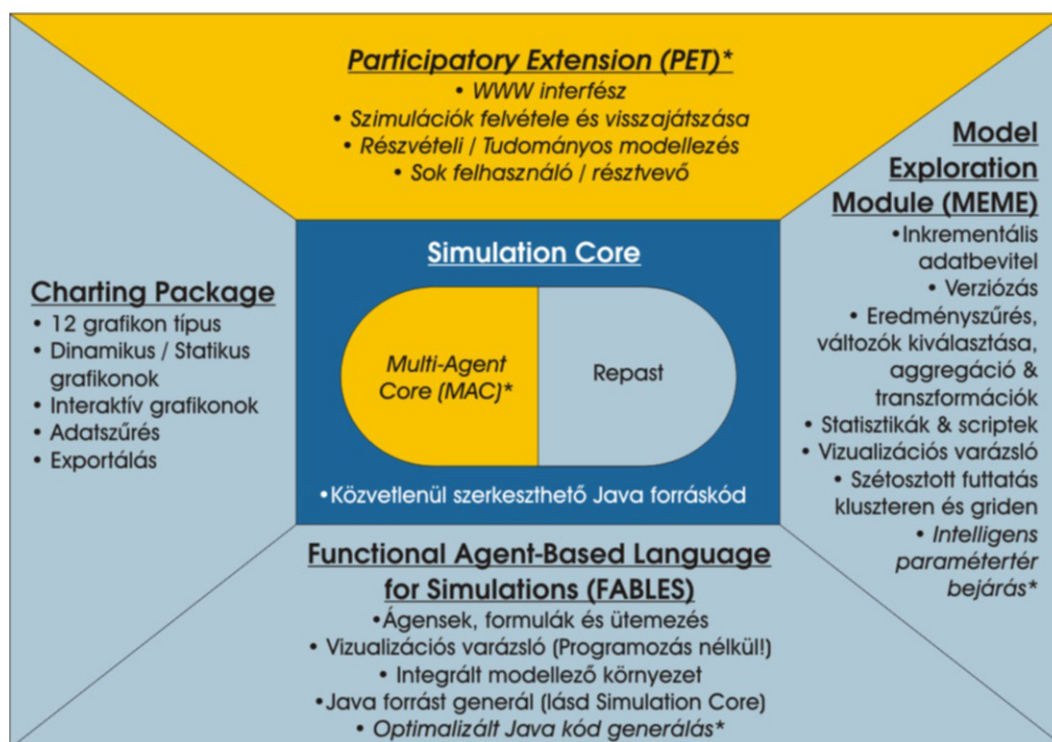 Participatory Extension (PET)*
• WWW interfész
• Szimulációk felvétele és visszajátszása
• Részvételi / Tudományos modellezés
• Sok felhasználó / résztvevő
Charting Package
• 12 grafikon típus
• Dinamikus / Statikus
grafikonok
• Interaktív grafikonok
• Adatszűrés
• Exportálás
Simulation Core
Multi-Agent
Core (MAC)*
Repast
•Közvetlenül szerkeszthető Java forráskód
Model
Exploration
Module (MEME)
•Inkrementális
adatbevitel
• Verziózás
• Eredményszűrés,
változók kiválasztása,
aggregáció &
transzformációk
• Statisztikák & scriptek
• Vizualizációs varázsló
• Szétosztott futtatás
kluszteren és griden
• Intelligens
paramétertér
bejárás*
Functional Agent-Based Language
for Simulations (FABLES)
•Ágensek, formulák és ütemezés
• Vizualizációs varázsló (Programozás nélkül!)
• Integrált modellező környezet
•Java forrást generál (lásd Simulation Core)
• Optimalizált Java kód generálás*